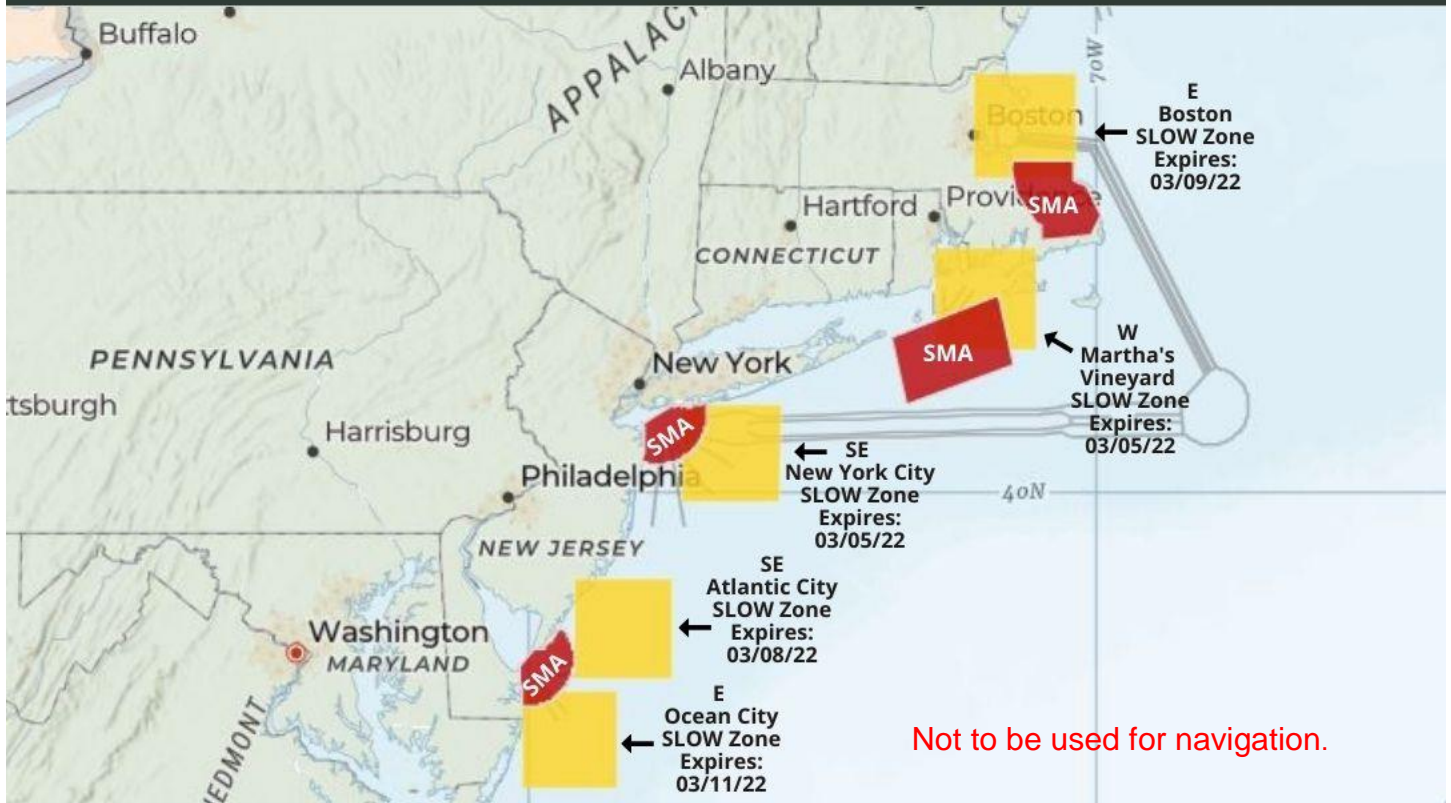 Buffalo
APPALAC
Albany
70W
Boston
E
Boston
SLOW Zone
Expires:
03/09/22
Hartford
Providence
SMA
CONNECTICUT
PENNSYLVANIA
New York
SMA
W
Martha's
Vineyard
SLOW Zone
Expires:
03/05/22
ttsburgh
Harrisburg
SMA
Philadelphia
SE
New York City
SLOW Zone
Expires:
03/05/22
40N
NEW JERSEY
SE
Atlantic City
SLOW Zone
Expires:
03/08/22
Washington
MARYLAND
SMA
E
Ocean City
SLOW Zone
Expires:
03/11/22
IEDMONT
Not to be used for navigation.